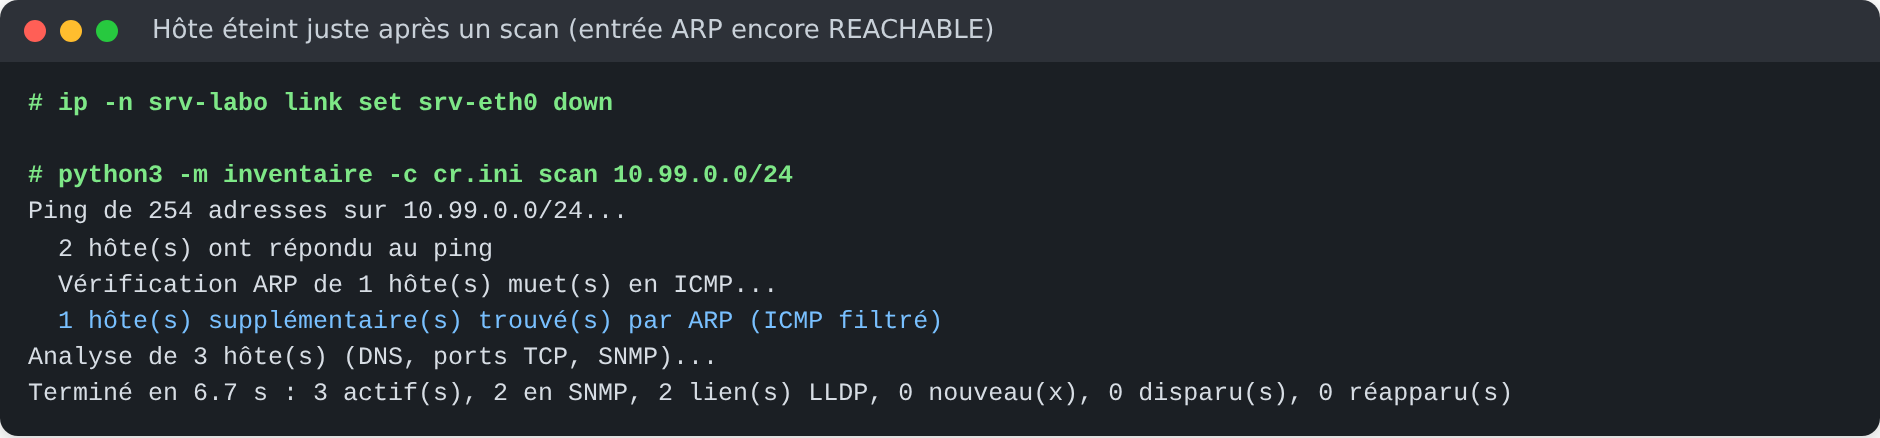 Hôte éteint juste après un scan (entrée ARP encore REACHABLE)
# ip -n srv-labo link set srv-eth0 down
# python3 -m inventaire -c cr.ini scan 10.99.0.0/24
Ping de 254 adresses sur 10.99.0.0/24...
  2 hôte(s) ont répondu au ping
  Vérification ARP de 1 hôte(s) muet(s) en ICMP...
  1 hôte(s) supplémentaire(s) trouvé(s) par ARP (ICMP filtré)
Analyse de 3 hôte(s) (DNS, ports TCP, SNMP)...
Terminé en 6.7 s : 3 actif(s), 2 en SNMP, 2 lien(s) LLDP, 0 nouveau(x), 0 disparu(s), 0 réapparu(s)